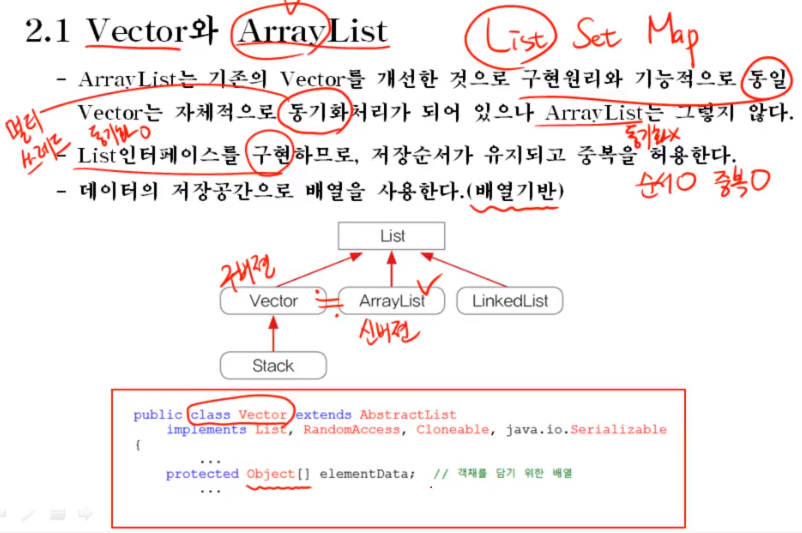 2.1 Vector와 ArrayList
List Set Map
- ArrayList는 기존의 Vector를 개선한 것으로 구현원리와 기능적으로 동일
Vector는 자체적으로 동기화처리가 되어 있으나 ArrayList는 그렇지 않다.
멀티
쓰레드
동기화O
동기화X
- List인터페이스를 구현하므로, 저장순서가 유지되고 중복을 허용한다.
순서O 중복O
- 데이터의 저장공간으로 배열을 사용한다.(배열기반)
List
구버젼
Vector ≒ ArrayList LinkedList
신버젼
Stack
public class Vector extends AbstractList
implements List, RandomAccess, Cloneable, java.io.Serializable
{
...
protected Object[] elementData; // 객채를 담기 위한 배열
...